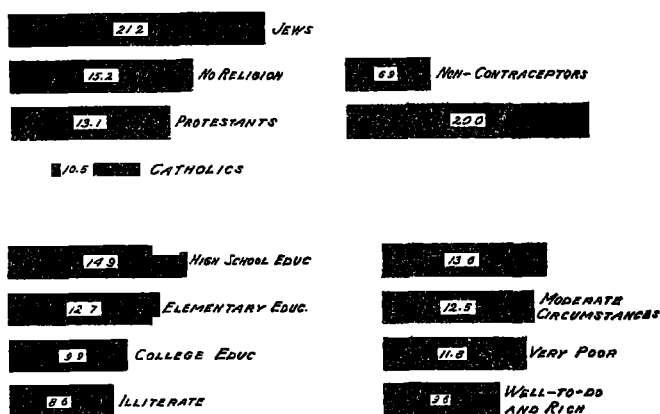 21.2 JEWS
15.2 NO RELIGION
13.1 PROTESTANTS
10.5 CATHOLICS
6.9 NON-CONTRACEPTORS
20.0
14.9 HIGH SCHOOL EDUC
12.7 ELEMENTARY EDUC.
9.9 COLLEGE EDUC
8.6 ILLITERATE
13.6
12.5 MODERATE
CIRCUMSTANCES
11.8 VERY POOR
9.6 WELL-TO-DO
AND RICH